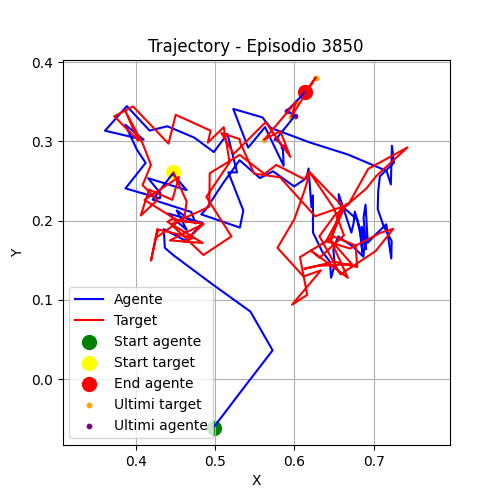 Trajectory - Episodio 3850
0.4
0.3
0.2
0.1
0.0
Y
Agente
Target
Start agente
Start target
End agente
Ultimi target
Ultimi agente
0.4 0.5 0.6 0.7
X